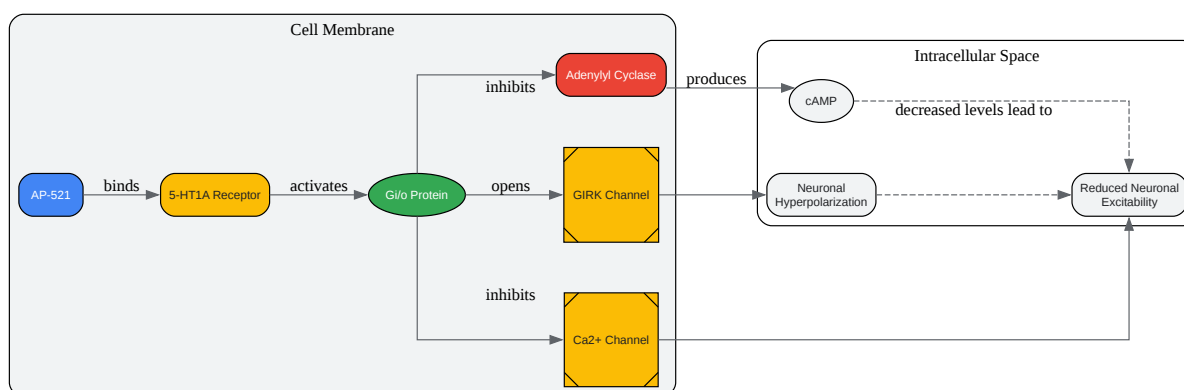 Cell Membrane
Intracellular Space
Adenylyl Cyclase
produces
inhibits
cAMP
decreased levels lead to
AP-521
binds
5-HT1A Receptor
activates
Gi/o Protein
opens
GIRK Channel
Neuronal
Hyperpolarization
Reduced Neuronal
Excitability
inhibits
Ca2+ Channel